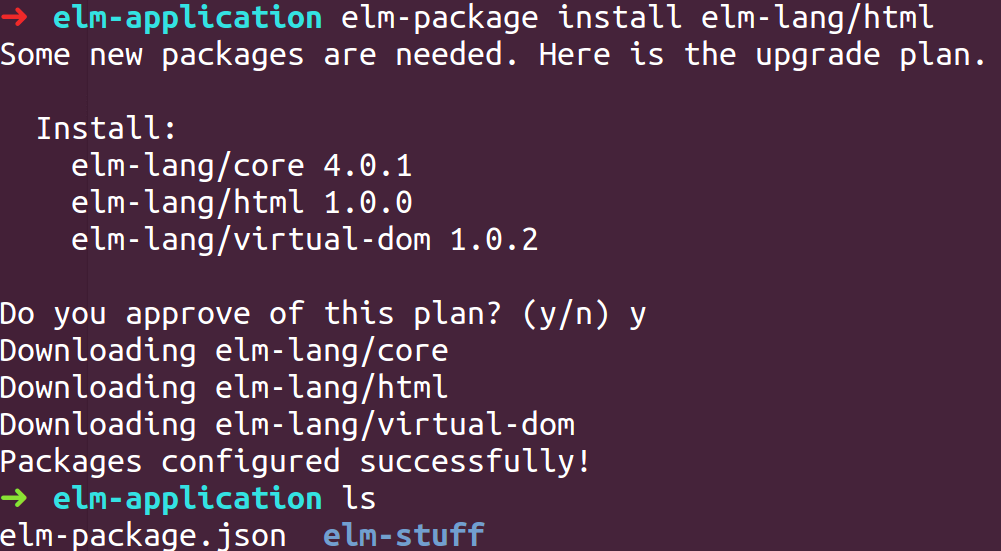 ➜ elm-application elm-package install elm-lang/html
Some new packages are needed. Here is the upgrade plan.
Install:
elm-lang/core 4.0.1
elm-lang/html 1.0.0
elm-lang/virtual-dom 1.0.2
Do you approve of this plan? (y/n) y
Downloading elm-lang/core
Downloading elm-lang/html
Downloading elm-lang/virtual-dom
Packages configured successfully!
➜ elm-application ls
elm-package.json elm-stuff